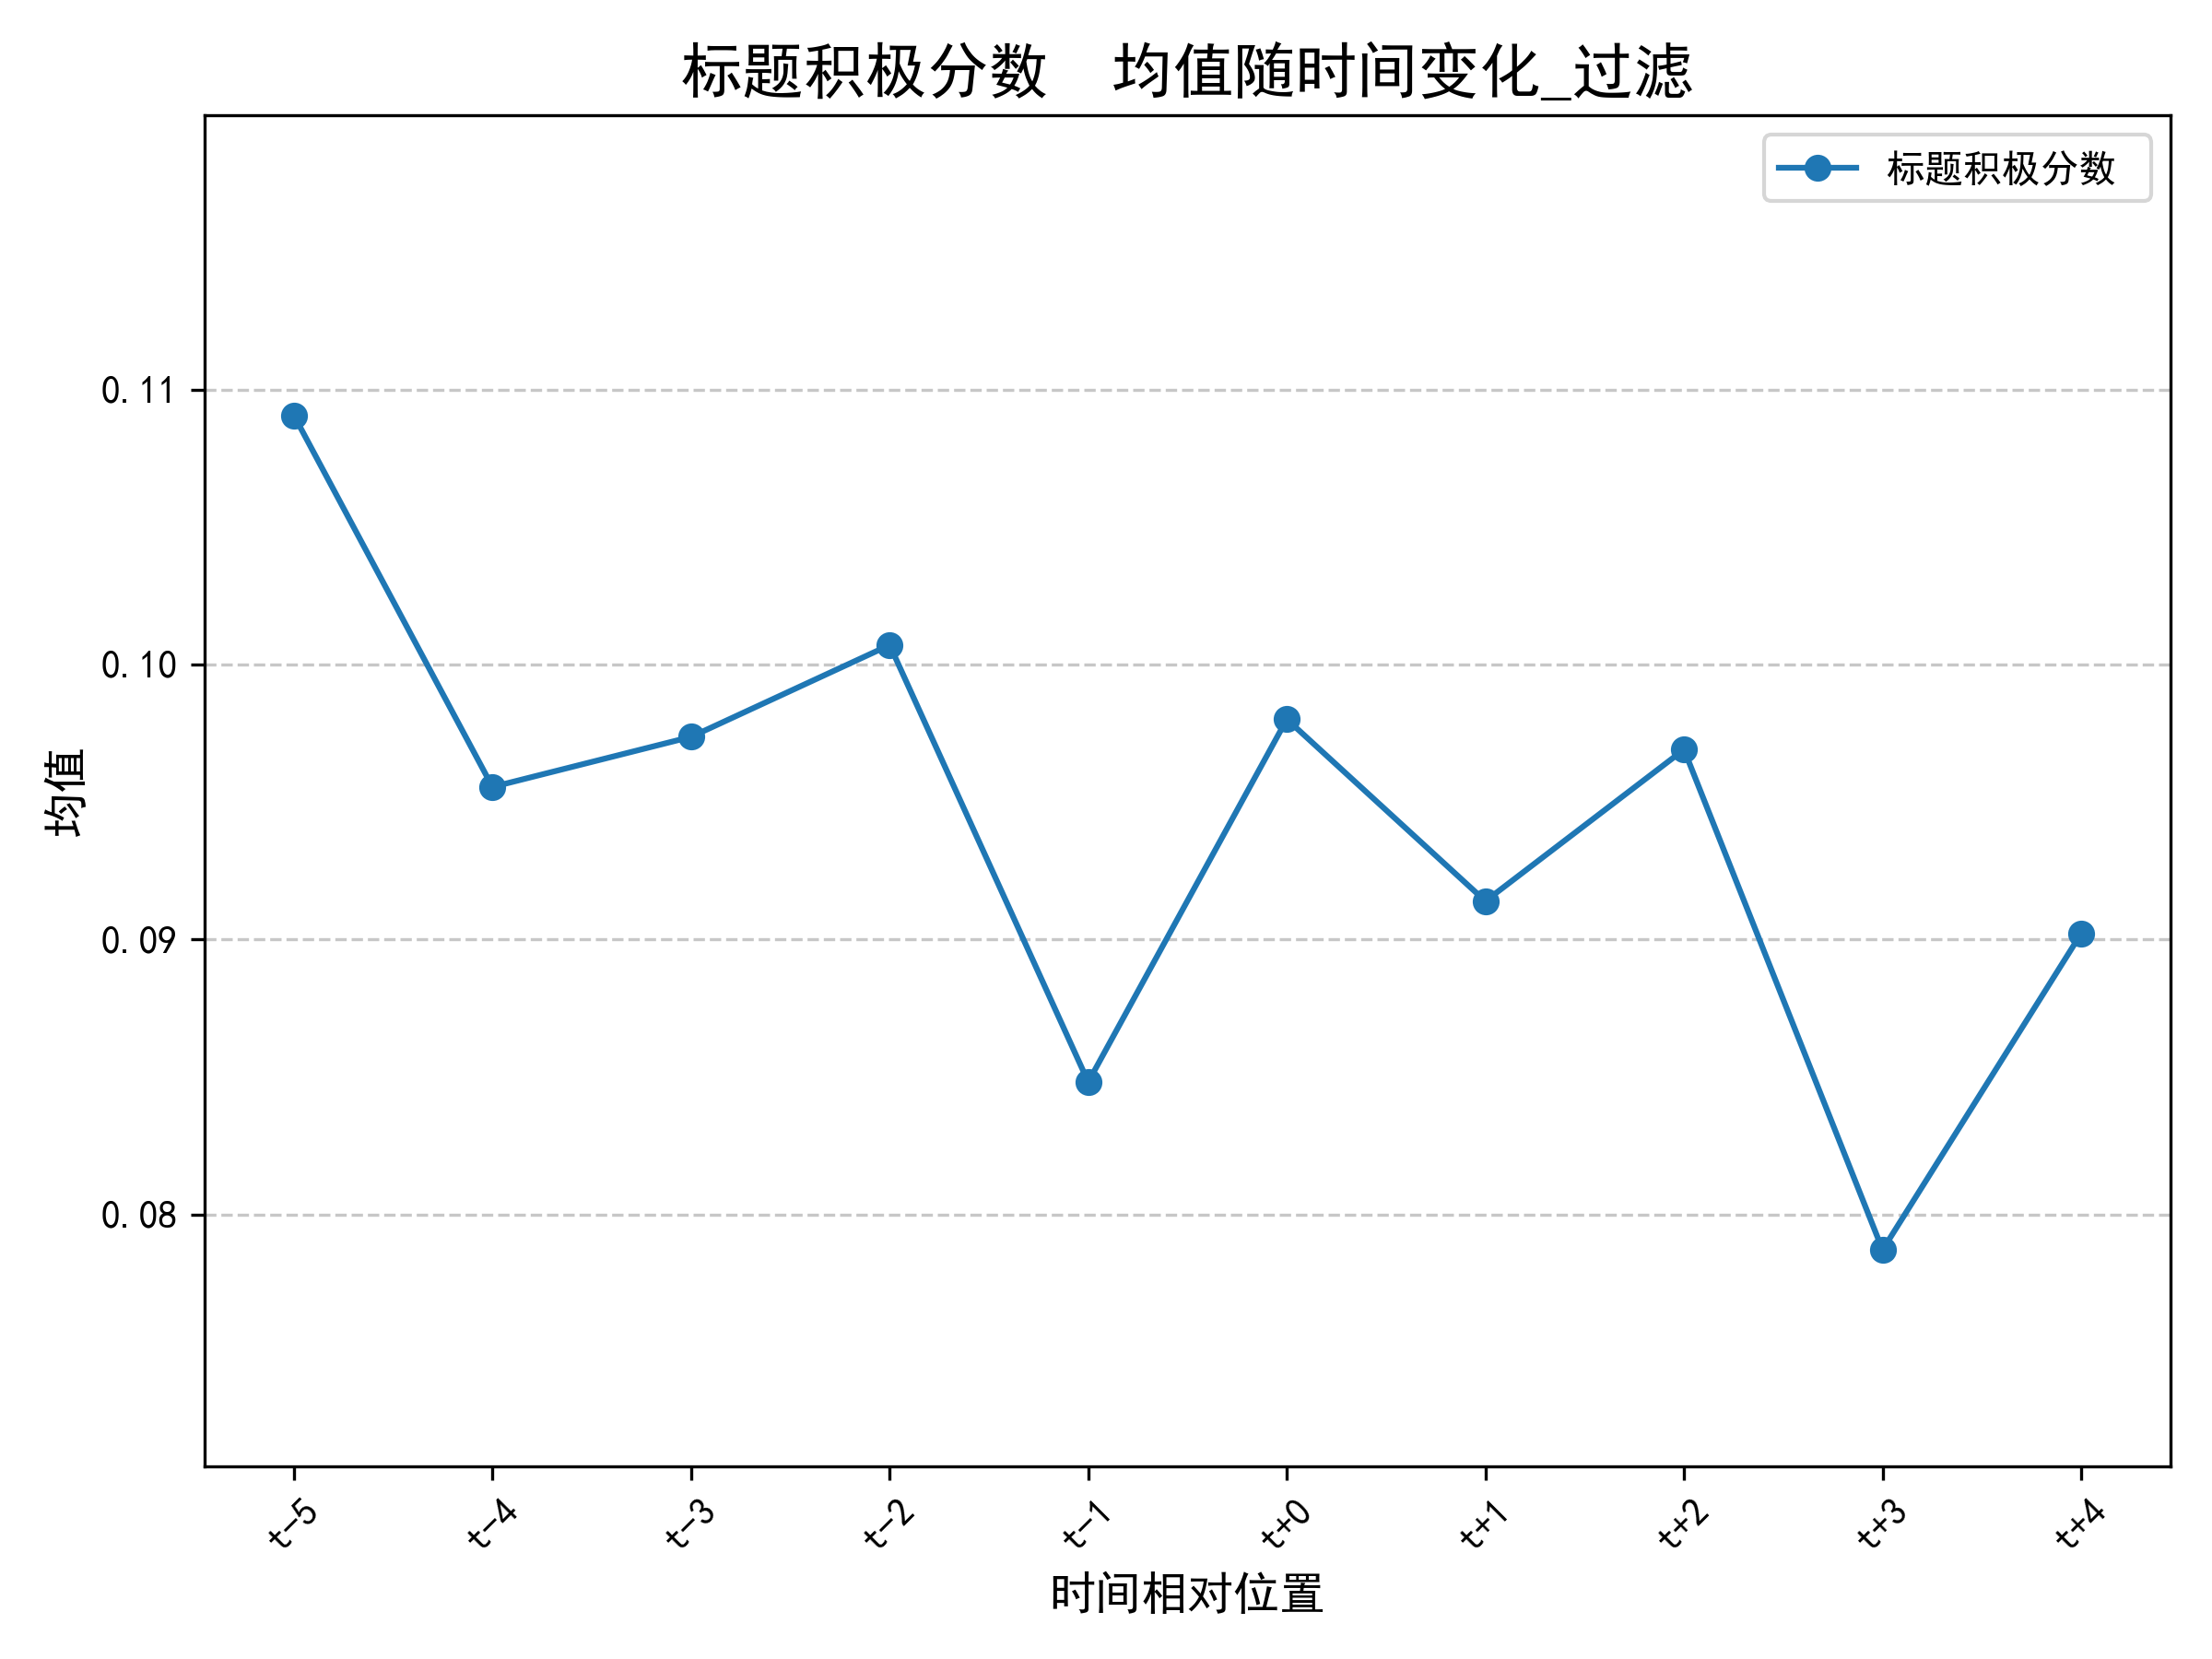 标题积极分数　均值随时间变化_过滤
标题积极分数
0.11
0.10
0.09
0.08
均值
t-5 t-4 t-3 t-2 t-1 t+0 t+1 t+2 t+3 t+4
时间相对位置